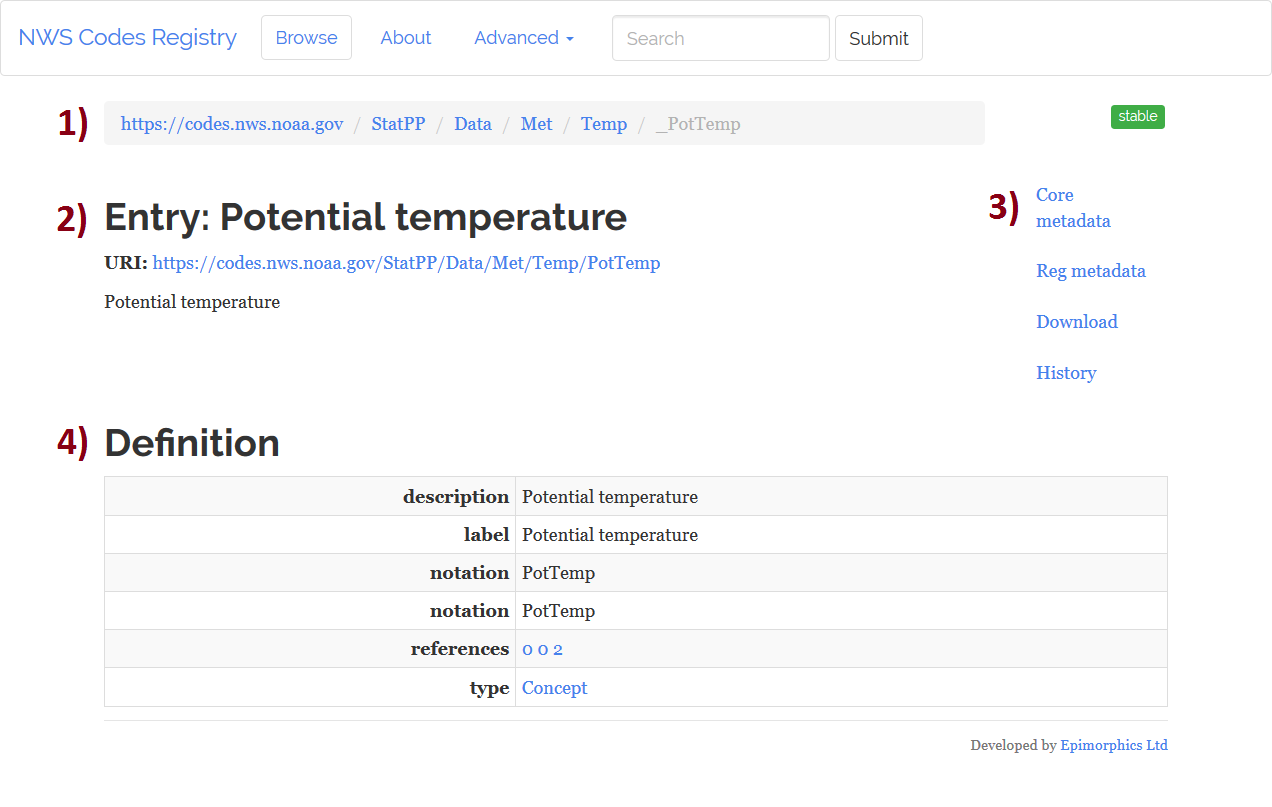 NWS Codes Registry Browse About Advanced Search Submit
1) https://codes.nws.noaa.gov / StatPP / Data / Met / Temp / _PotTemp stable
2) Entry: Potential temperature
URI: https://codes.nws.noaa.gov/StatPP/Data/Met/Temp/PotTemp
Potential temperature
3) Core
metadata
Reg metadata
Download
History
4) Definition
description Potential temperature
label Potential temperature
notation PotTemp
notation PotTemp
references 0 0 2
type Concept
Developed by Epimorphics Ltd